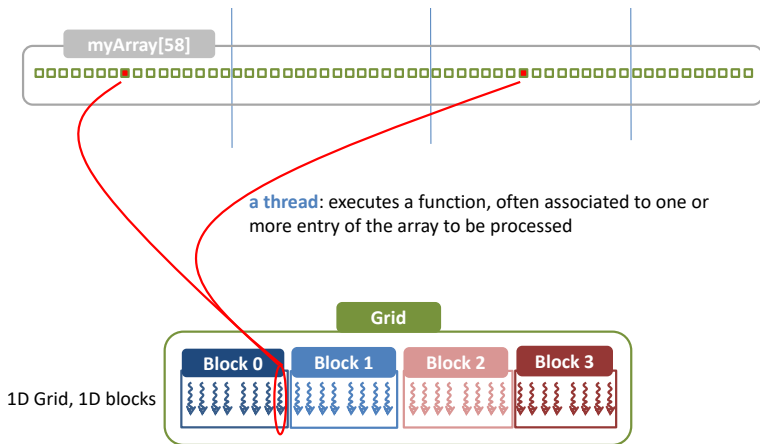 myArray[58]
a thread: executes a function, often associated to one or
more entry of the array to be processed
Grid
Block 0 Block 1 Block 2 Block 3
1D Grid, 1D blocks